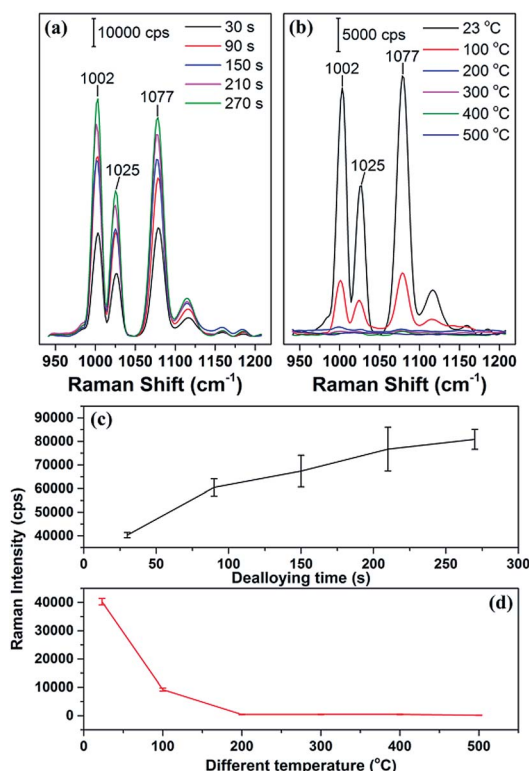 (a)
10000 cps
30 s
90 s
150 s
210 s
270 s
1002
1025
1077
950 1000 1050 1100 1150 1200
Raman Shift (cm⁻¹)
(b)
5000 cps
23 °C
100 °C
200 °C
300 °C
400 °C
500 °C
1002
1025
1077
950 1000 1050 1100 1150 1200
Raman Shift (cm⁻¹)
Raman Intensity (cps)
(c)
90000
80000
70000
60000
50000
40000
0 50 100 150 200 250 300
Dealloying time (s)
(d)
40000
30000
20000
10000
0
0 100 200 300 400 500
Different temperature (°C)